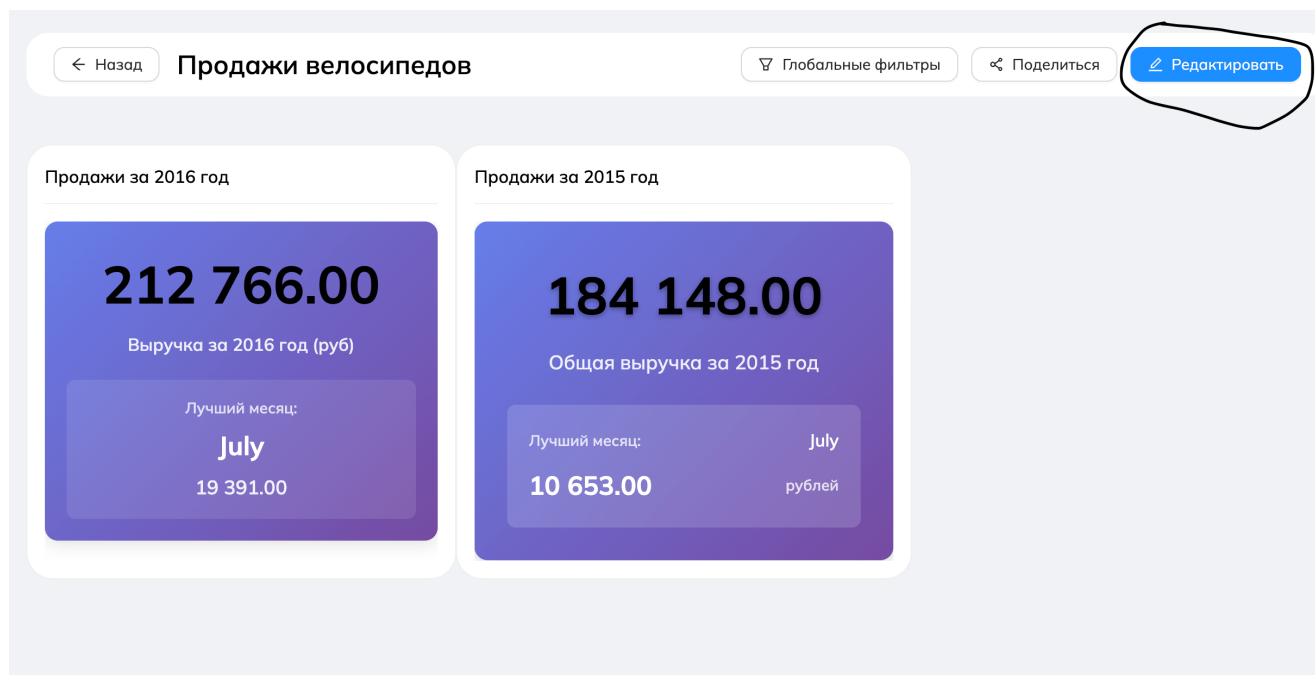 Назад
Продажи велосипедов
Глобальные фильтры
Поделиться
Редактировать
Продажи за 2016 год
212 766.00
Выручка за 2016 год (руб)
Лучший месяц:
July
19 391.00
Продажи за 2015 год
184 148.00
Общая выручка за 2015 год
Лучший месяц: July
10 653.00 рублей